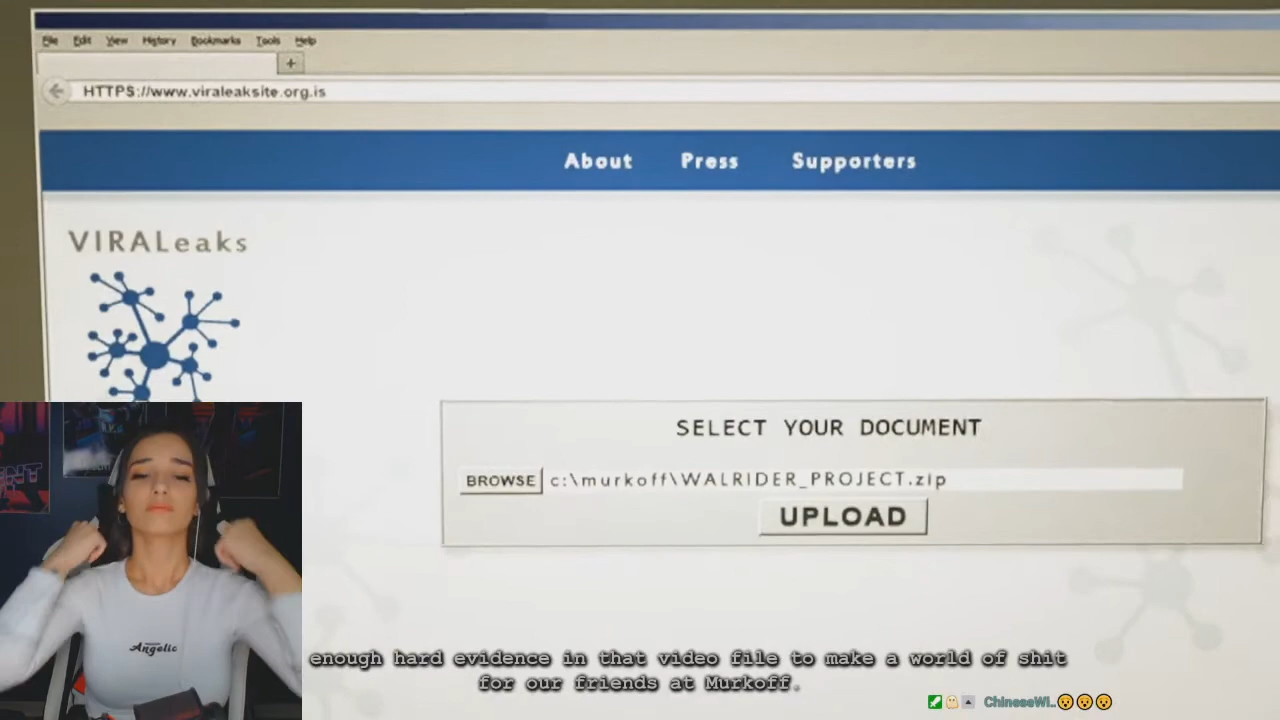 File Edit View History Bookmarks Tools Help
+
HTTPS://www.viraleaksite.org.is
About Press Supporters
VIRALeaks
SELECT YOUR DOCUMENT
BROWSE c:\murkoff\WALRIDER_PROJECT.zip
UPLOAD
Angelic
enough hard evidence in that video file to make a world of shit
for our friends at Murkoff.
ChineseWi..